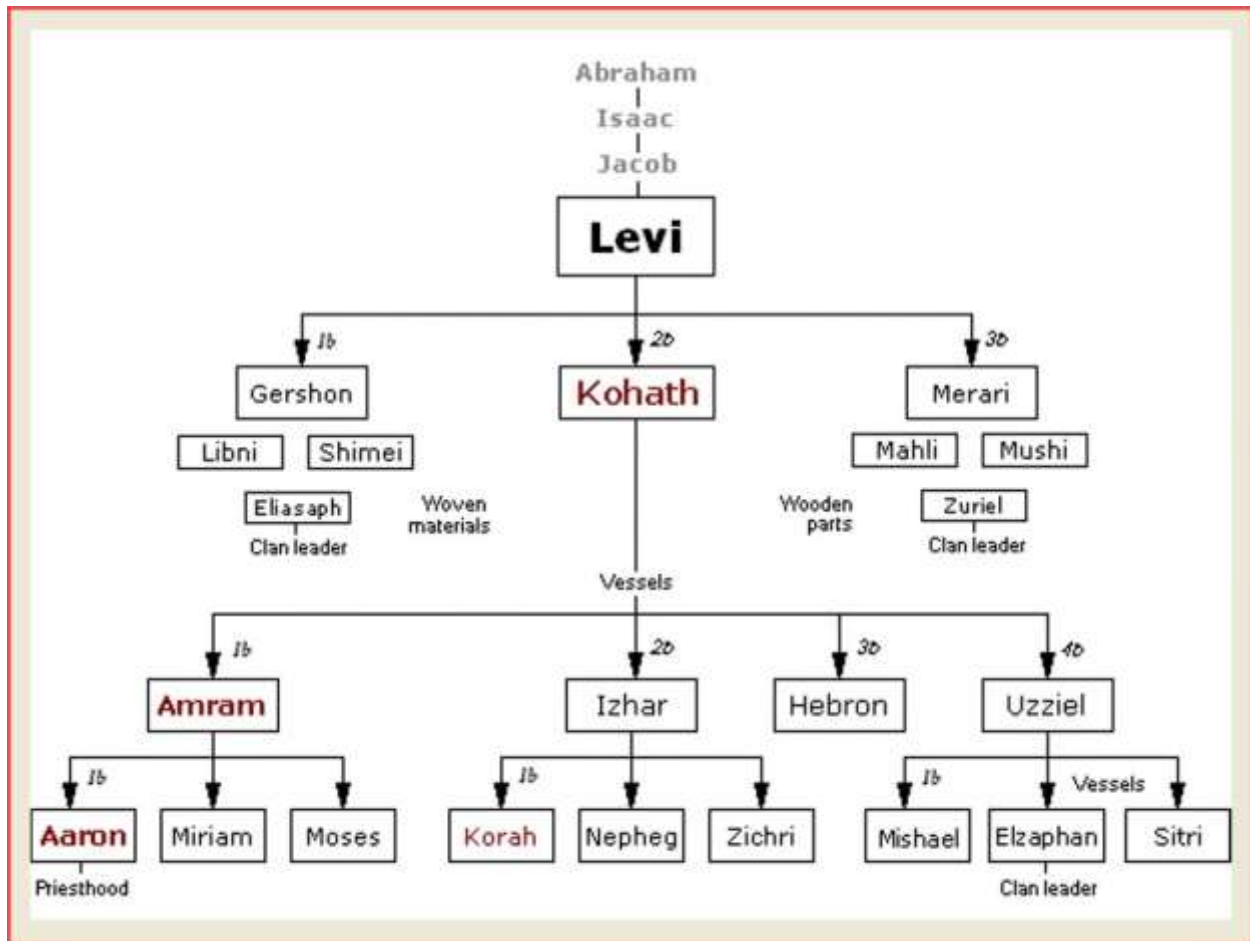 Abraham
Isaac
Jacob
Levi
1b
2b
3b
Gershon
Kohath
Merari
Libni
Shimei
Mahli
Mushi
Eliasaph
Woven
materials
Wooden
parts
Zuriel
Clan leader
Clan leader
Vessels
1b
2b
3b
4b
Amram
Izhar
Hebron
Uzziel
1b
1b
1b
Vessels
Aaron
Miriam
Moses
Korah
Nepheg
Zichri
Mishael
Elzaphan
Sitri
Priesthood
Clan leader